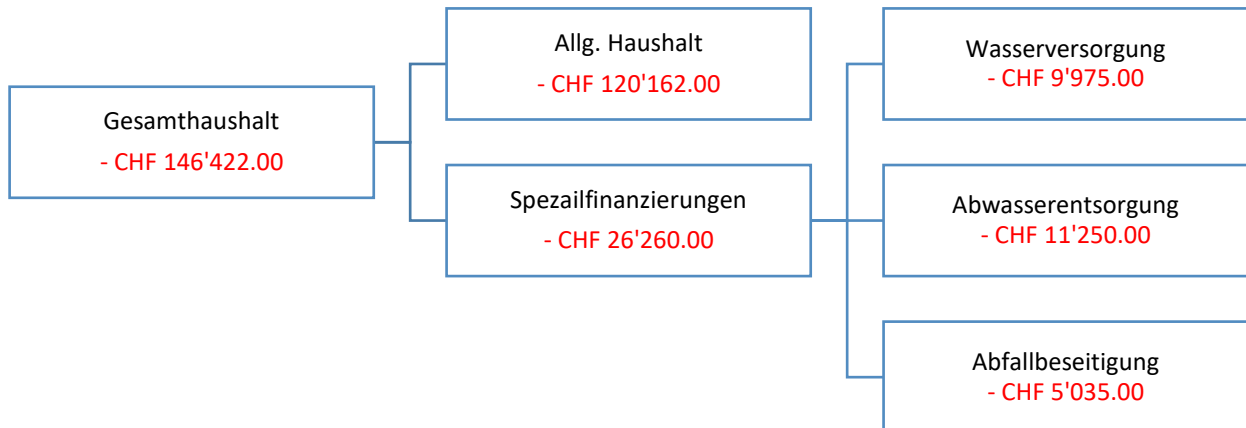 Gesamthaushalt
- CHF 146'422.00
Allg. Haushalt
- CHF 120'162.00
Spezailfinanzierungen
- CHF 26'260.00
Wasserversorgung
- CHF 9'975.00
Abwasserentsorgung
- CHF 11'250.00
Abfallbeseitigung
- CHF 5'035.00